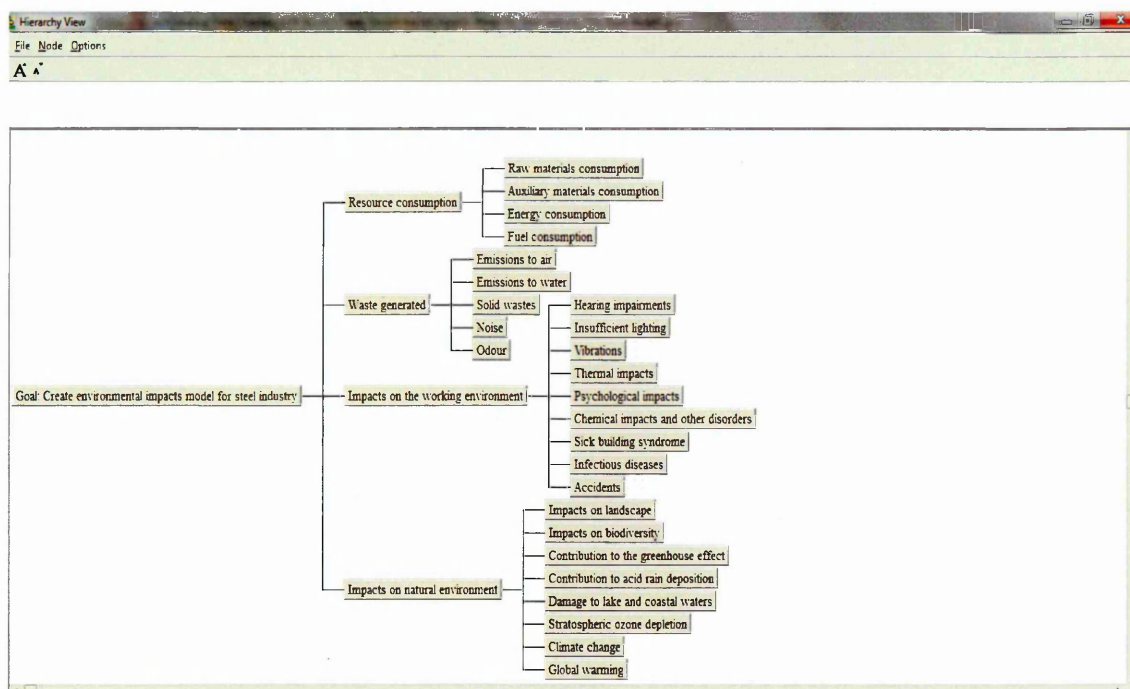 Hierarchy View
File Node Options
A A
Raw materials consumption
Auxiliary materials consumption
Resource consumption
Energy consumption
Fuel consumption
Emissions to air
Emissions to water
Waste generated
Solid wastes
Noise
Odour
Hearing impairments
Insufficient lighting
Vibrations
Thermal impacts
Goal: Create environmental impacts model for steel industry
Impacts on the working environment
Psychological impacts
Chemical impacts and other disorders
Sick building syndrome
Infectious diseases
Accidents
Impacts on landscape
Impacts on biodiversity
Contribution to the greenhouse effect
Contribution to acid rain deposition
Impacts on natural environment
Damage to lake and coastal waters
Stratospheric ozone depletion
Climate change
Global warming